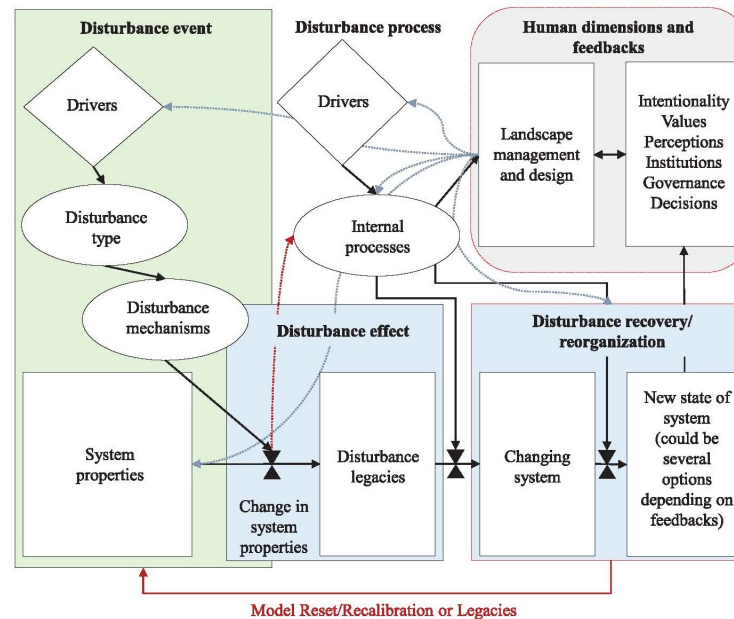 Disturbance event
Disturbance process
Human dimensions and
feedbacks
Drivers
Drivers
Landscape
management
and design
Intentionality
Values
Perceptions
Institutions
Governance
Decisions
Disturbance
type
Internal
processes
Disturbance
mechanisms
Disturbance effect
Disturbance recovery/
reorganization
System
properties
Change in
system
properties
Disturbance
legacies
Changing
system
New state of
system
(could be
several
options
depending on
feedbacks)
Model Reset/Recalibration or Legacies